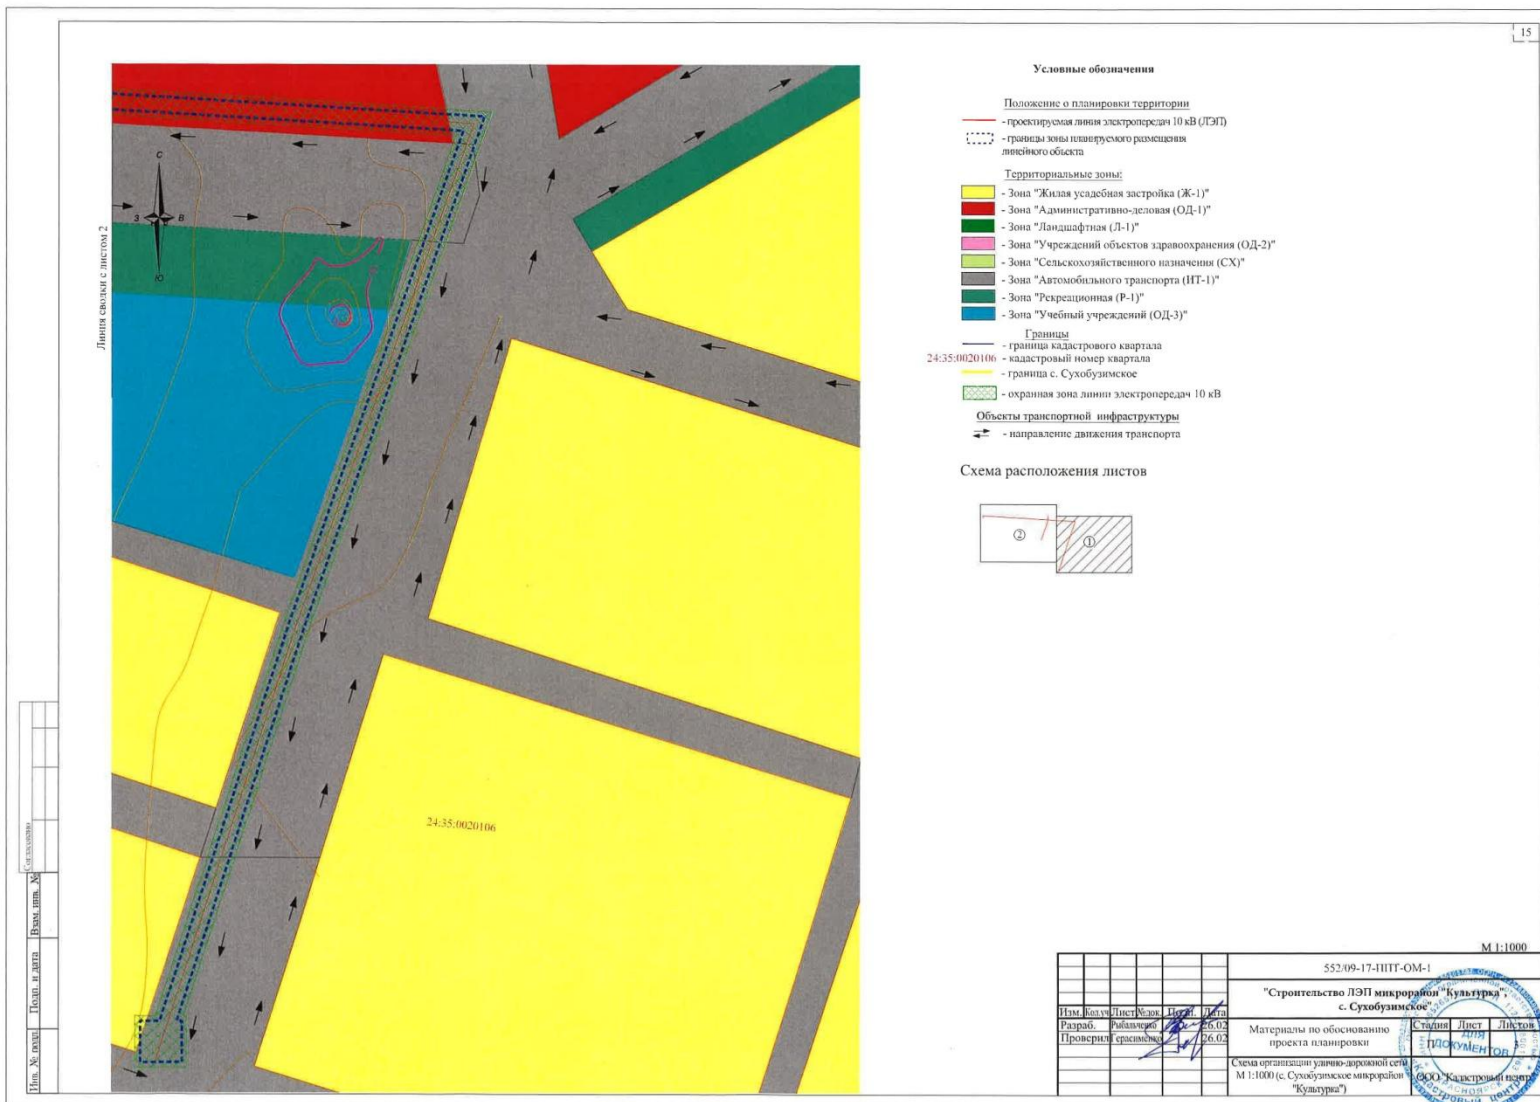 15
Условные обозначения
Положение о планировки территории
- проектируемая линия электропередач 10 кВ (ЛЭП)
- границы зоны планируемого размещения
линейного объекта
Территориальные зоны:
- Зона "Жилая усадебная застройка (Ж-1)"
- Зона "Административно-деловая (ОД-1)"
- Зона "Ландшафтная (Л-1)"
- Зона "Учреждений объектов здравоохранения (ОД-2)"
- Зона "Сельскохозяйственного назначения (СХ)"
- Зона "Автомобильного транспорта (ИТ-1)"
- Зона "Рекреационная (Р-1)"
- Зона "Учебный учреждений (ОД-3)"
Границы
- граница кадастрового квартала
24:35:0020106 - кадастровый номер квартала
- граница с. Сухобузимское
- охранная зона линии электропередач 10 кВ
Объекты транспортной инфраструктуры
- направление движения транспорта
Схема расположения листов
2
1
С
З В
Ю
Линия сводки с листом 2
24:35:0020106
Согласовано
Взам. инв. №
Подп. и дата
Инв. № подл.
М 1:1000
552/09-17-ППТ-ОМ-1
"Строительство ЛЭП микрорайон "Культурка",
с. Сухобузимское"
Изм. Кол.уч Лист №док. Подп. Дата
Разраб. Рыбальченко 26.02
Проверил Герасименко 26.02
Материалы по обоснованию
проекта планировки
Стадия Лист Листов
П 1 3
Схема организации улично-дорожной сети
М 1:1000 (с. Сухобузимское микрорайон
"Культурка")
ООО "Кадастровый центр"
ДЛЯ
ДОКУМЕНТОВ